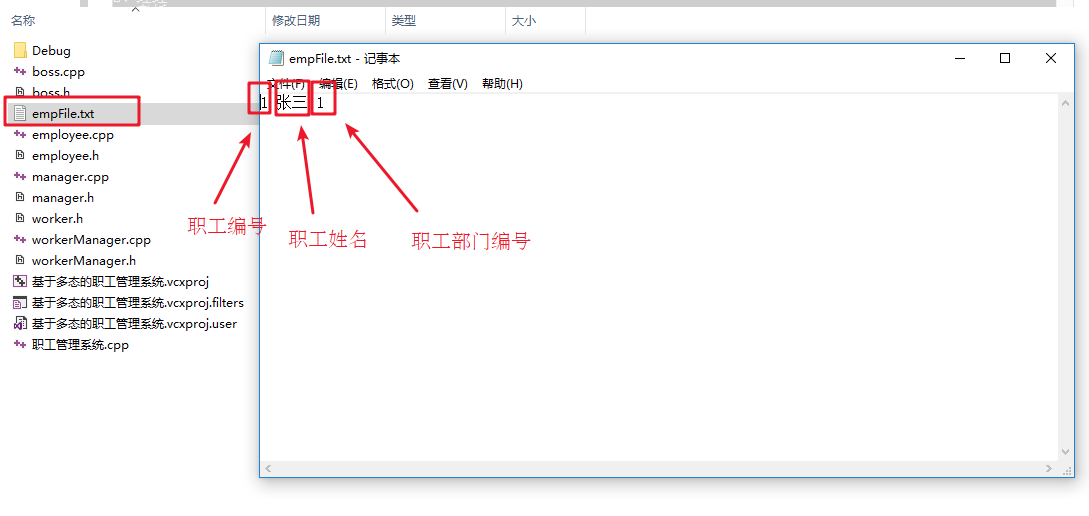 名称 修改日期 类型 大小
Debug
boss.cpp
boss.h
empFile.txt
employee.cpp
employee.h
manager.cpp
manager.h
worker.h
workerManager.cpp
workerManager.h
基于多态的职工管理系统.vcxproj
基于多态的职工管理系统.vcxproj.filters
基于多态的职工管理系统.vcxproj.user
职工管理系统.cpp
empFile.txt - 记事本
文件(F) 编辑(E) 格式(O) 查看(V) 帮助(H)
1 张三 1
职工编号
职工姓名
职工部门编号